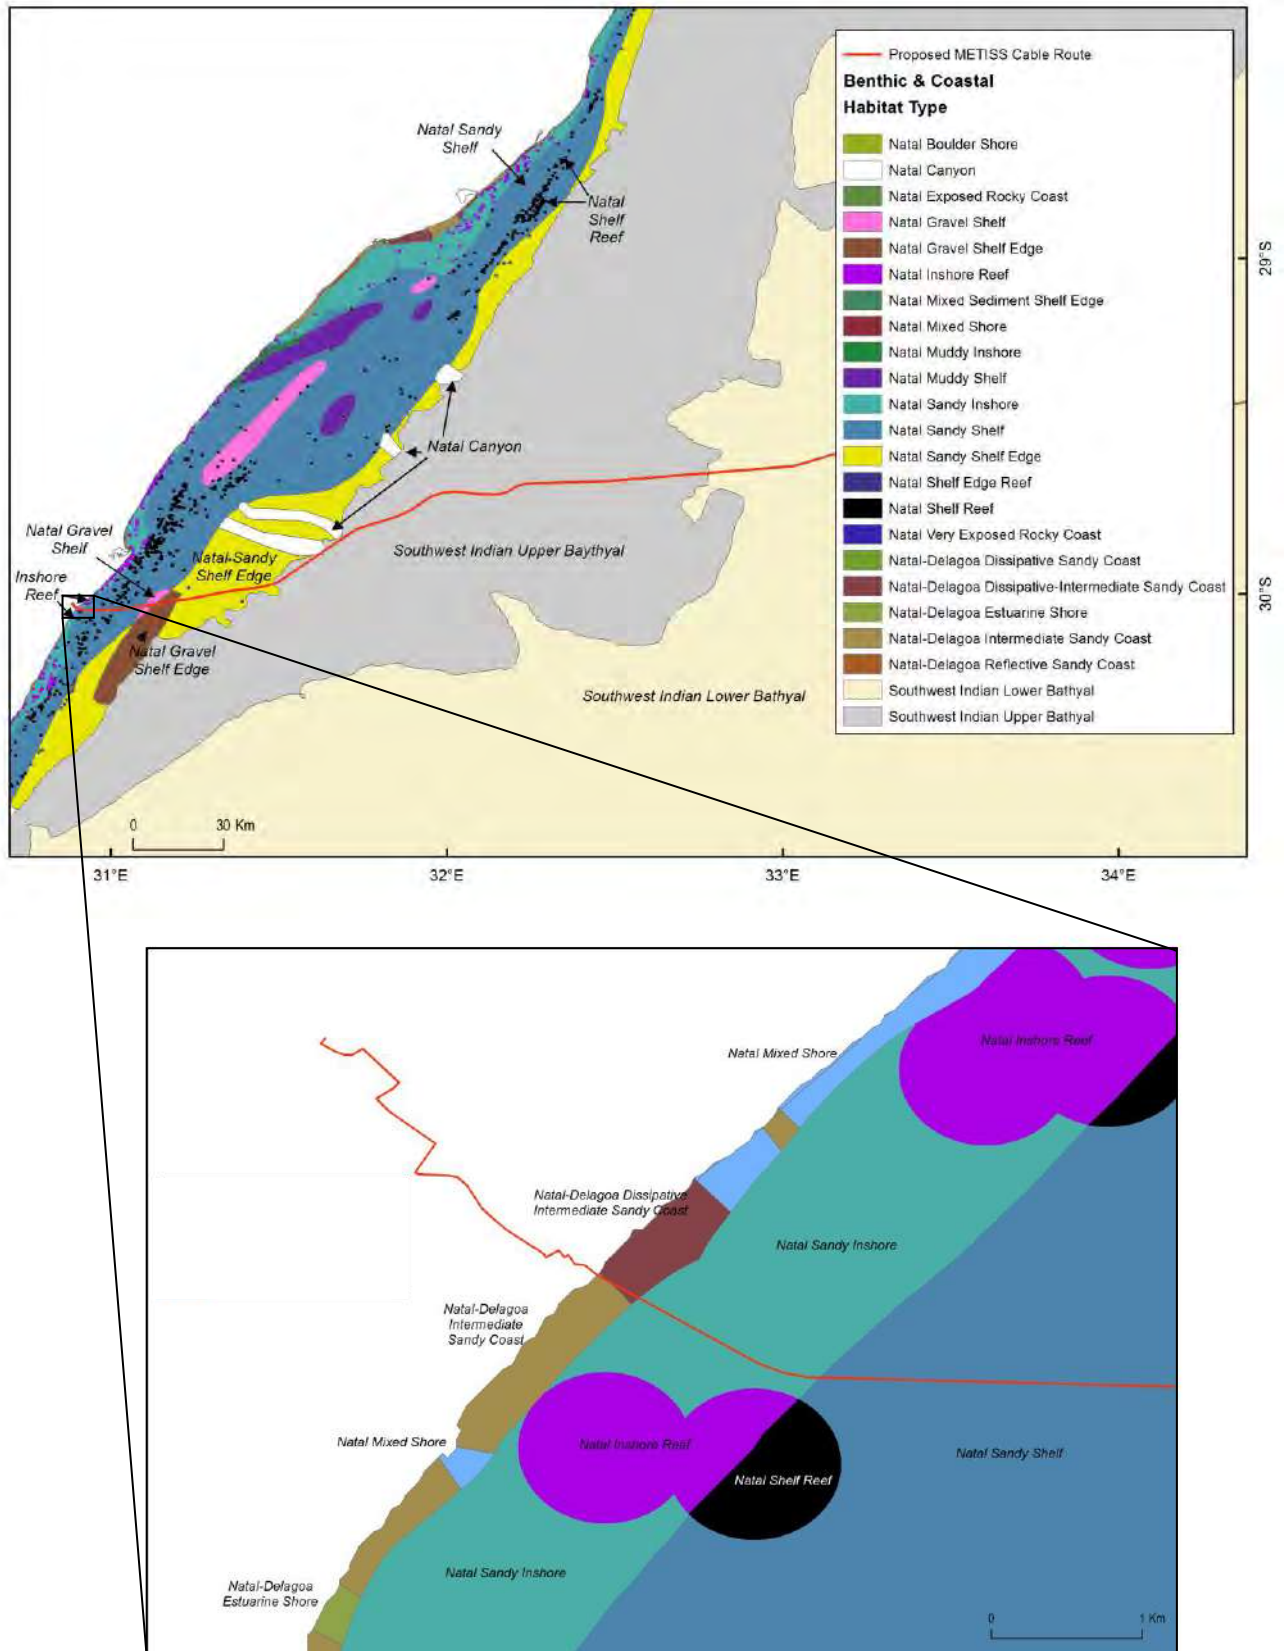 Proposed METISS Cable Route
Benthic & Coastal
Habitat Type
Natal Boulder Shore
Natal Canyon
Natal Exposed Rocky Coast
Natal Gravel Shelf
Natal Gravel Shelf Edge
Natal Inshore Reef
Natal Mixed Sediment Shelf Edge
Natal Mixed Shore
Natal Muddy Inshore
Natal Muddy Shelf
Natal Sandy Inshore
Natal Sandy Shelf
Natal Sandy Shelf Edge
Natal Shelf Edge Reef
Natal Shelf Reef
Natal Very Exposed Rocky Coast
Natal-Delagoa Dissipative Sandy Coast
Natal-Delagoa Dissipative-Intermediate Sandy Coast
Natal-Delagoa Estuarine Shore
Natal-Delagoa Intermediate Sandy Coast
Natal-Delagoa Reflective Sandy Coast
Southwest Indian Lower Bathyal
Southwest Indian Upper Bathyal
Natal Sandy
Shelf
Natal
Shelf
Reef
29°S
Natal Canyon
Natal Gravel
Shelf
Natal-Sandy
Shelf Edge
Southwest Indian Upper Baythyal
Inshore
Reef
30°S
Natal Gravel
Shelf Edge
Southwest Indian Lower Bathyal
0 30 Km
31°E 32°E 33°E 34°E
Natal Inshore Reef
Natal Mixed Shore
Natal-Delagoa Dissipative
Intermediate Sandy Coast
Natal Sandy Inshore
Natal-Delagoa
Intermediate
Sandy Coast
Natal Mixed Shore
Natal Inshore Reef
Natal Sandy Shelf
Natal Shelf Reef
Natal Sandy Inshore
Natal-Delagoa
Estuarine Shore
0 1 Km